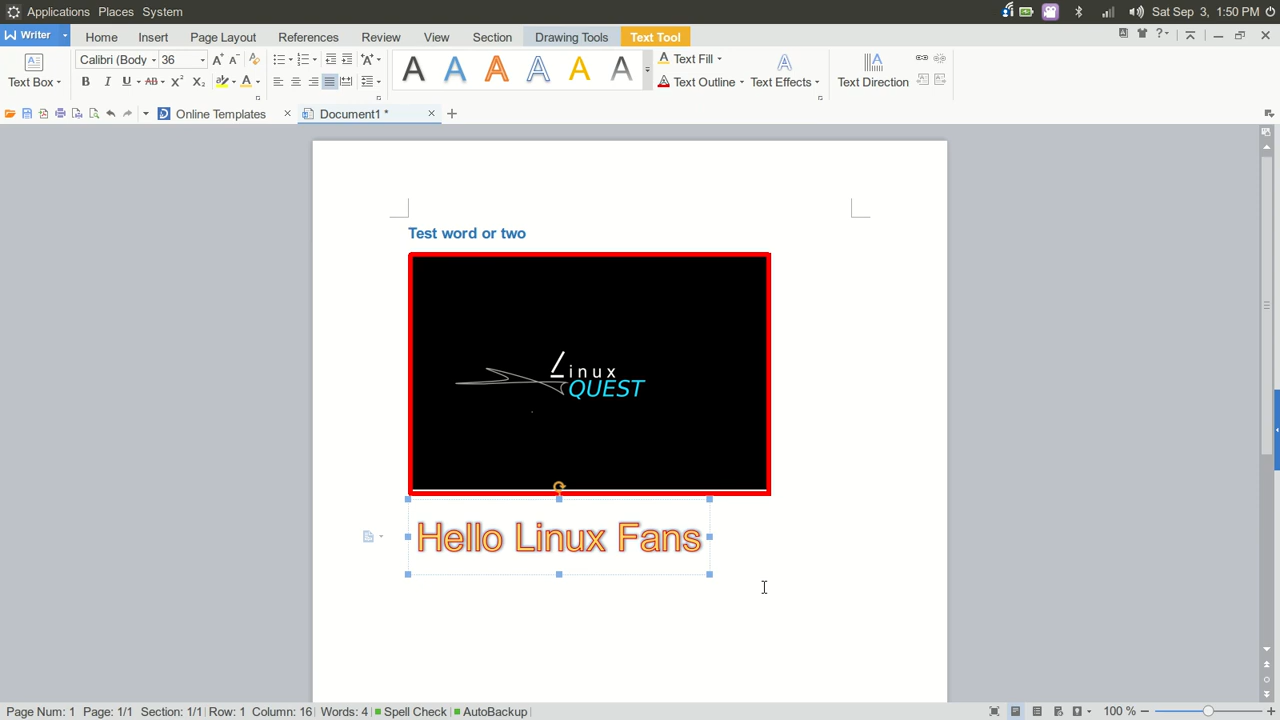 Applications Places System Sat Sep 3, 1:50 PM
Writer Home Insert Page Layout References Review View Section Drawing Tools Text Tool
Calibri (Body 36 A A A A A A Text Fill
Text Box B I U AB X² X₂ A Text Outline Text Effects Text Direction
Online Templates × Document1 * × +
Test word or two
Linux
QUEST
Hello Linux Fans
Page Num: 1 Page: 1/1 Section: 1/1 Row: 1 Column: 16 Words: 4 Spell Check AutoBackup 100 %